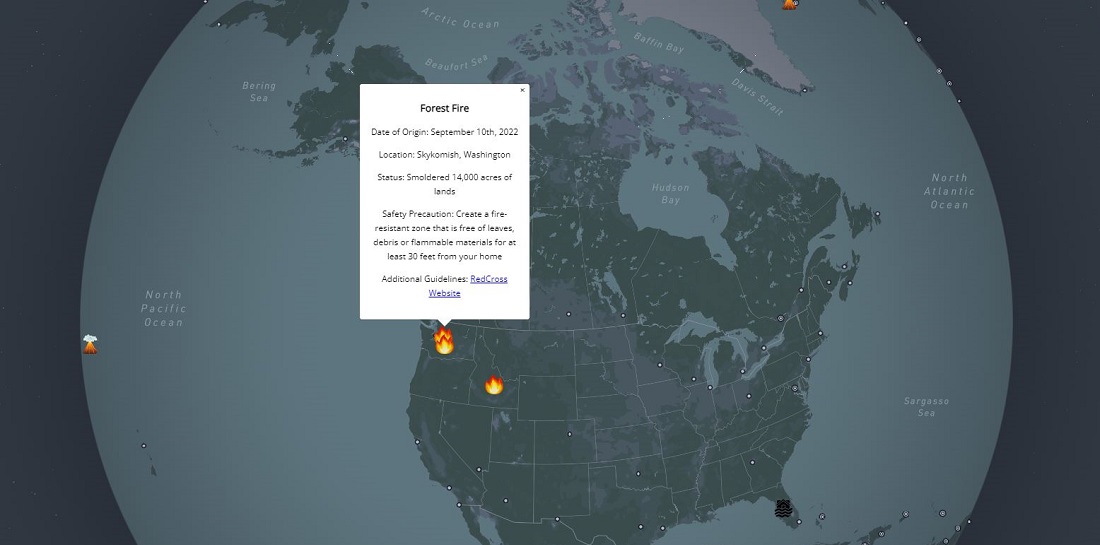 Arctic Ocean
Baffin Bay
Beaufort Sea
Bering
Sea
Davis Strait
×
Forest Fire
Date of Origin: September 10th, 2022
Location: Skykomish, Washington
Status: Smoldered 14,000 acres of
lands
Safety Precaution: Create a fire-
resistant zone that is free of leaves,
debris or flammable materials for at
least 30 feet from your home
Additional Guidelines: RedCross
Website
North
Atlantic
Ocean
Hudson
Bay
North
Pacific
Ocean
Sargasso
Sea